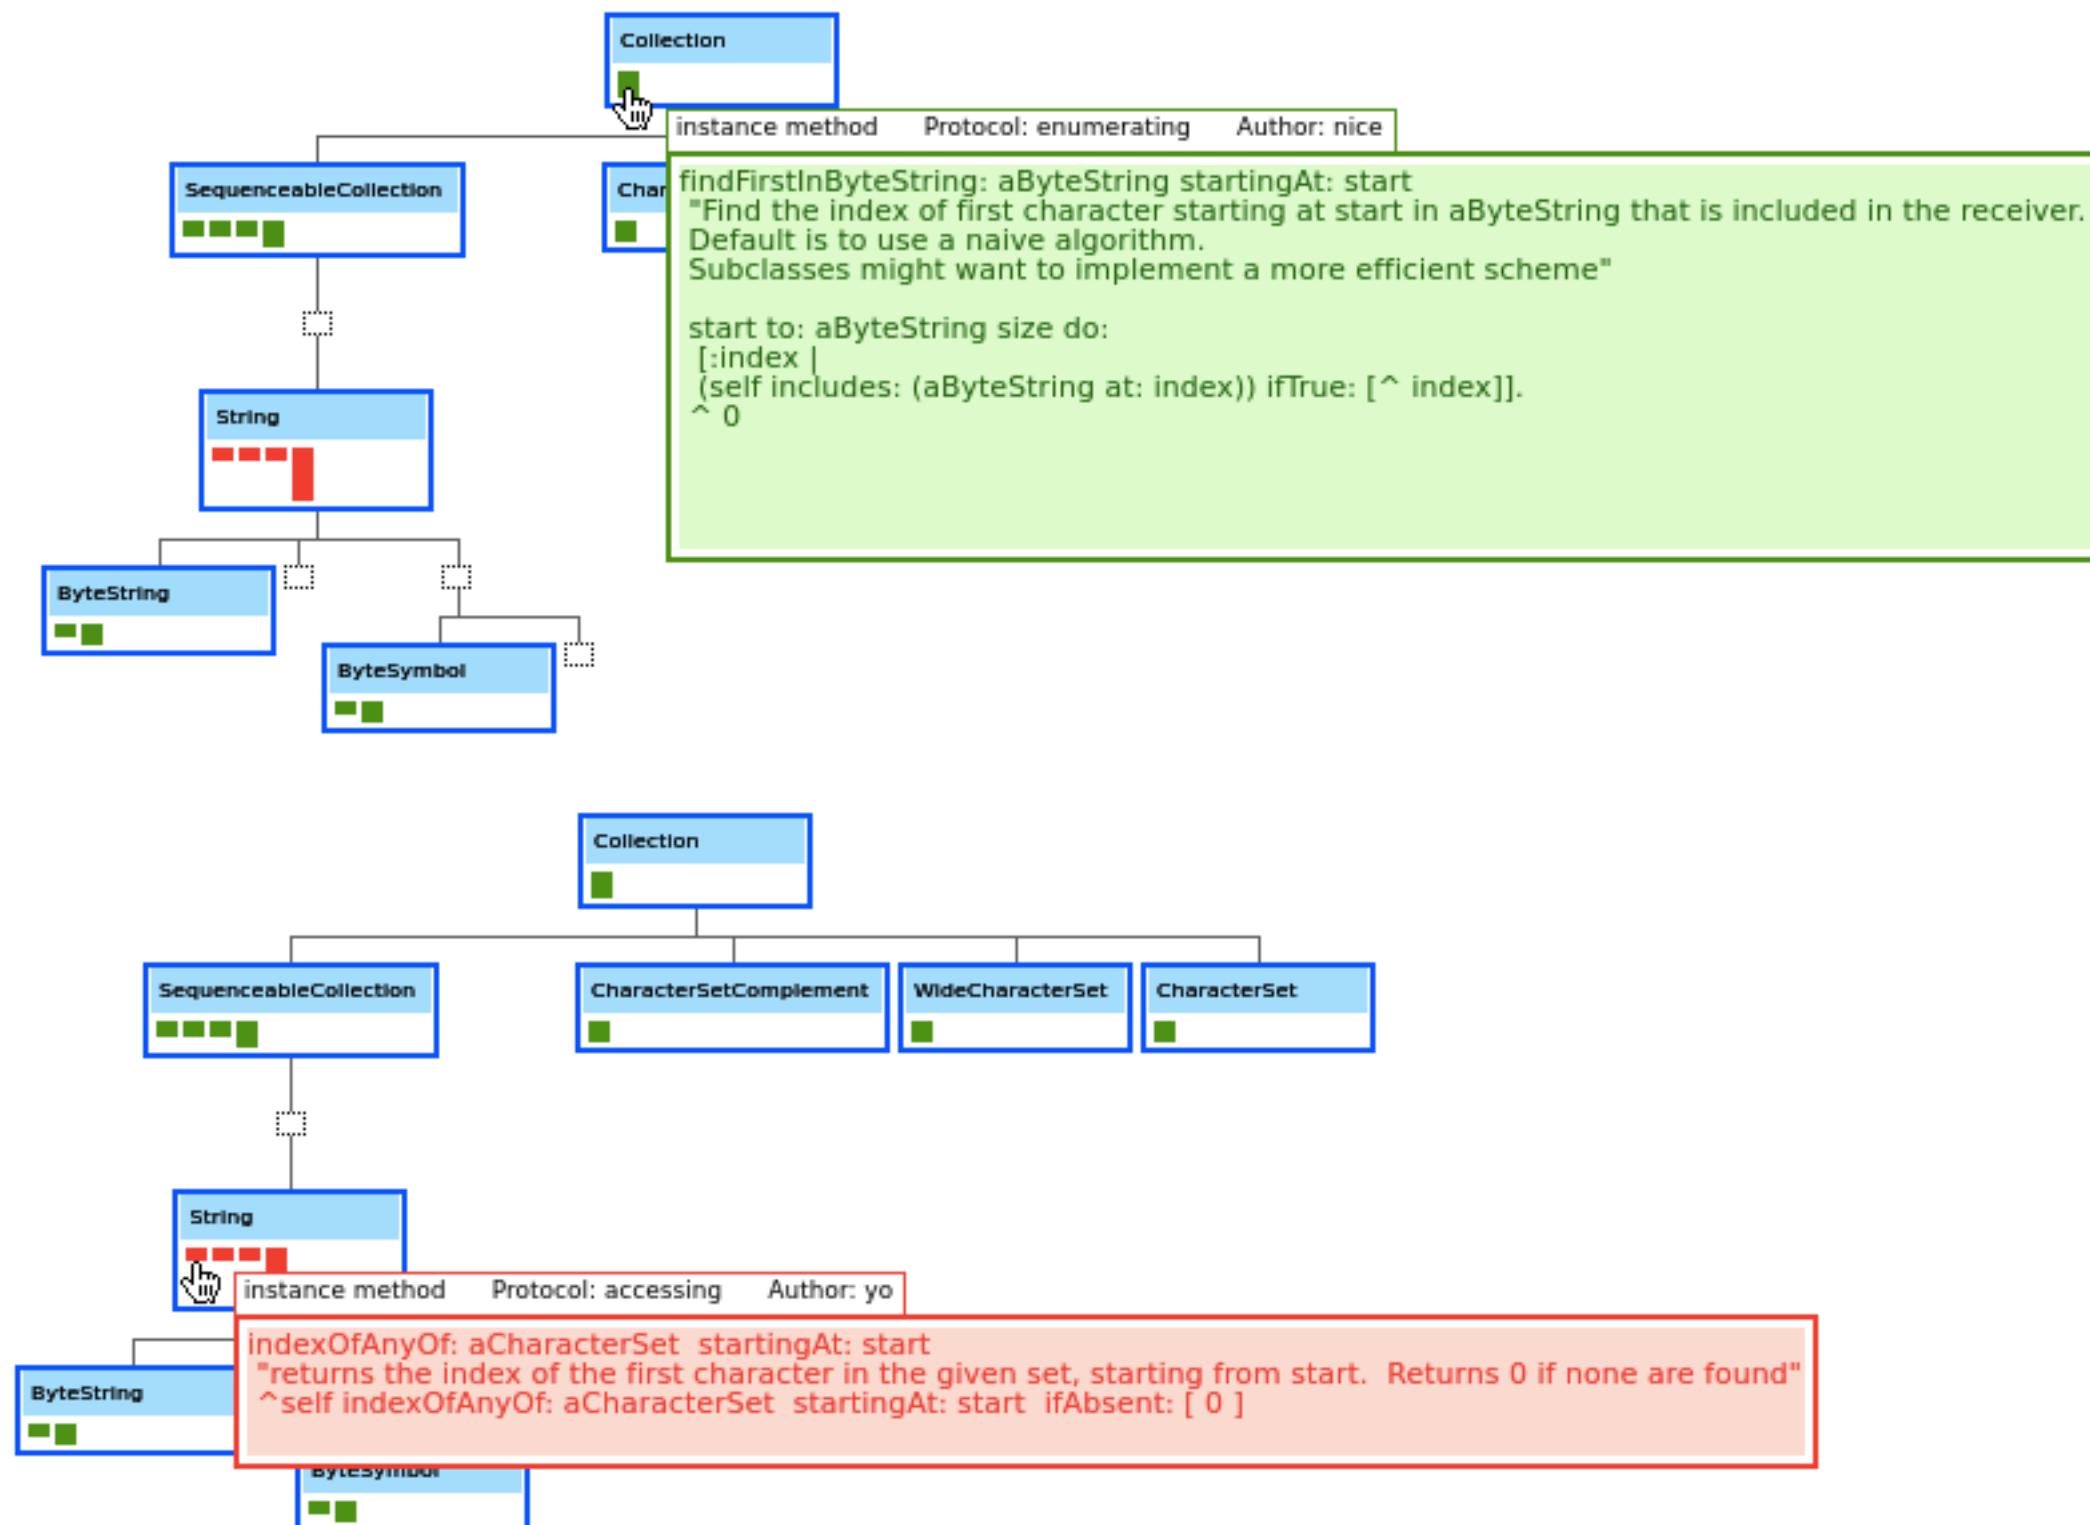 Collection
instance method Protocol: enumerating Author: nice
SequenceableCollection
findFirstInByteString: aByteString startingAt: start
"Find the index of first character starting at start in aByteString that is included in the receiver.
Default is to use a naive algorithm.
Subclasses might want to implement a more efficient scheme"
start to: aByteString size do:
[:index |
(self includes: (aByteString at: index)) ifTrue: [^ index]].
^ 0
String
ByteString
ByteSymbol
Collection
SequenceableCollection
CharacterSetComplement
WideCharacterSet
CharacterSet
String
instance method Protocol: accessing Author: yo
indexOfAnyOf: aCharacterSet startingAt: start
"returns the index of the first character in the given set, starting from start. Returns 0 if none are found"
^self indexOfAnyOf: aCharacterSet startingAt: start ifAbsent: [ 0 ]
ByteString
ByteSymbol